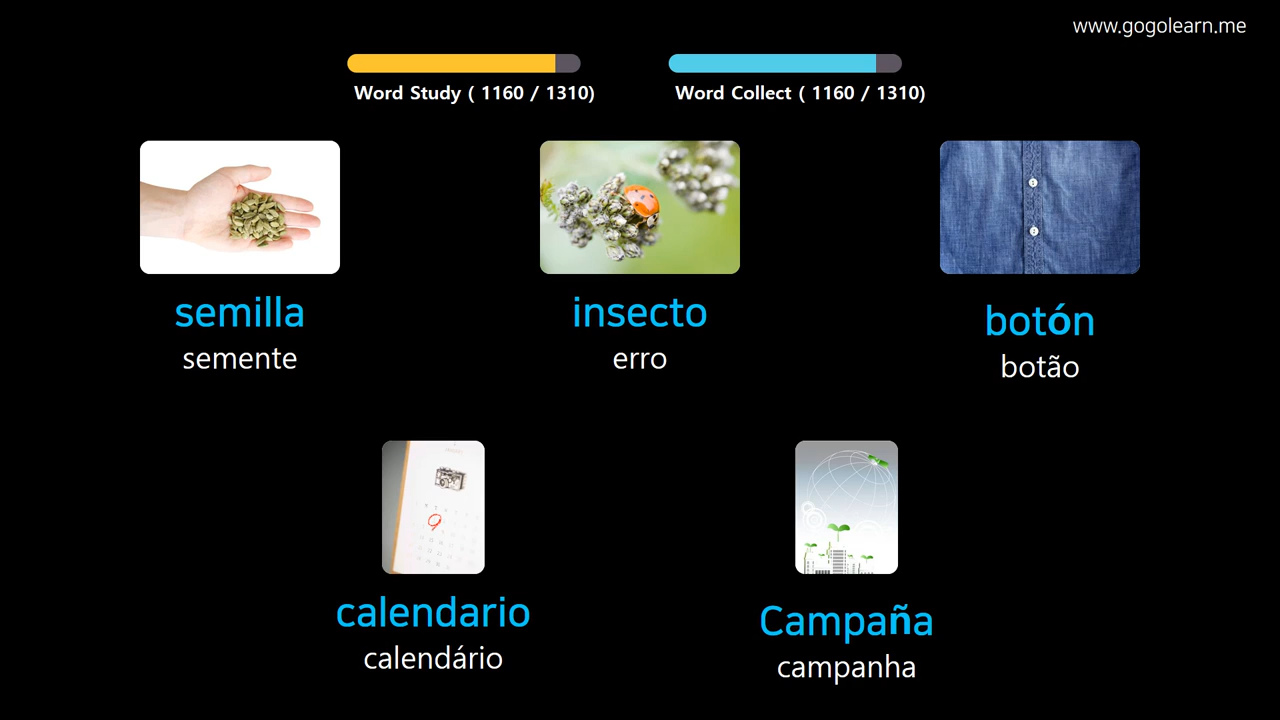 www.gogolearn.me
Word Study ( 1160 / 1310)
Word Collect ( 1160 / 1310)
semilla
semente
insecto
erro
botón
botão
calendario
calendário
Campaña
campanha